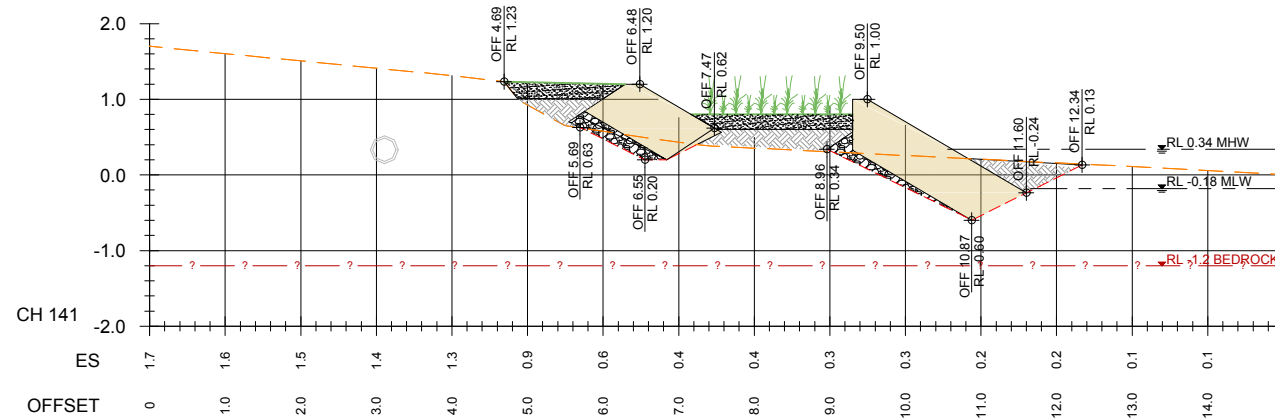 2.0
OFF 4.69
RL 1.23
OFF 6.48
RL 1.20
OFF 7.47
RL 0.62
OFF 9.50
RL 1.00
1.0
OFF 5.69
RL 0.63
OFF 6.55
RL 0.20
OFF 8.96
RL 0.34
OFF 11.60
RL -0.24
OFF 12.34
RL 0.13
RL 0.34 MHW
0.0
RL -0.18 MLW
OFF 10.87
RL -0.60
-1.0
? ? ? ? ? ? ? ? ? ? ? ? ? ? ? ? ? ? ? ? ?
RL -1.2 BEDROCK
CH 141
-2.0
ES 1.7 1.6 1.5 1.4 1.3 0.9 0.6 0.4 0.4 0.3 0.3 0.2 0.2 0.1 0.1
OFFSET 0 1.0 2.0 3.0 4.0 5.0 6.0 7.0 8.0 9.0 10.0 11.0 12.0 13.0 14.0